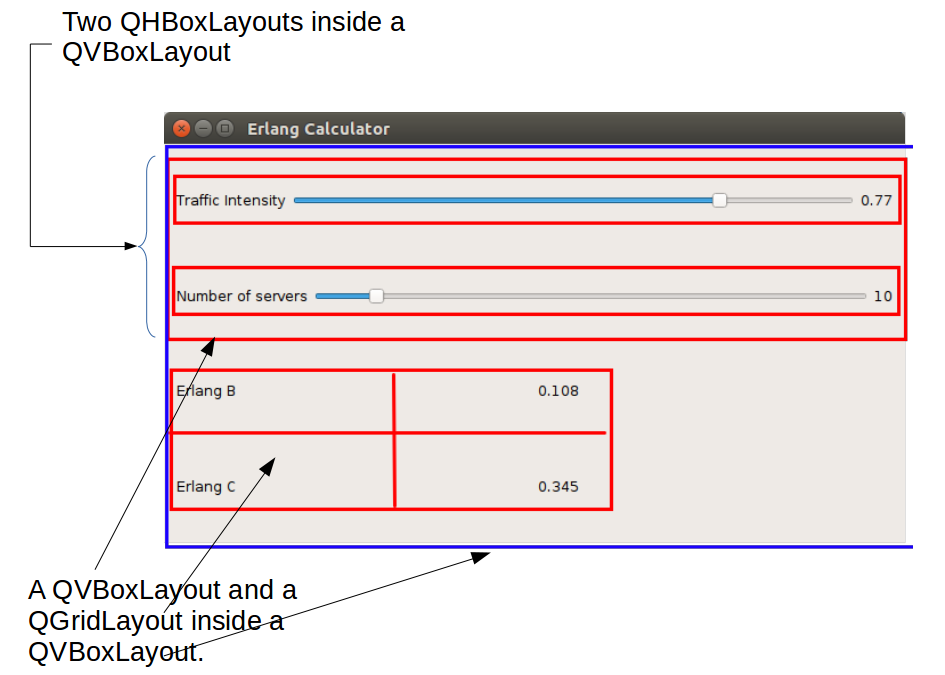 Two QHBoxLayouts inside a
QVBoxLayout
Erlang Calculator
Traffic Intensity 0.77
Number of servers 10
Erlang B 0.108
Erlang C 0.345
A QVBoxLayout and a
QGridLayout inside a
QVBoxLayout.